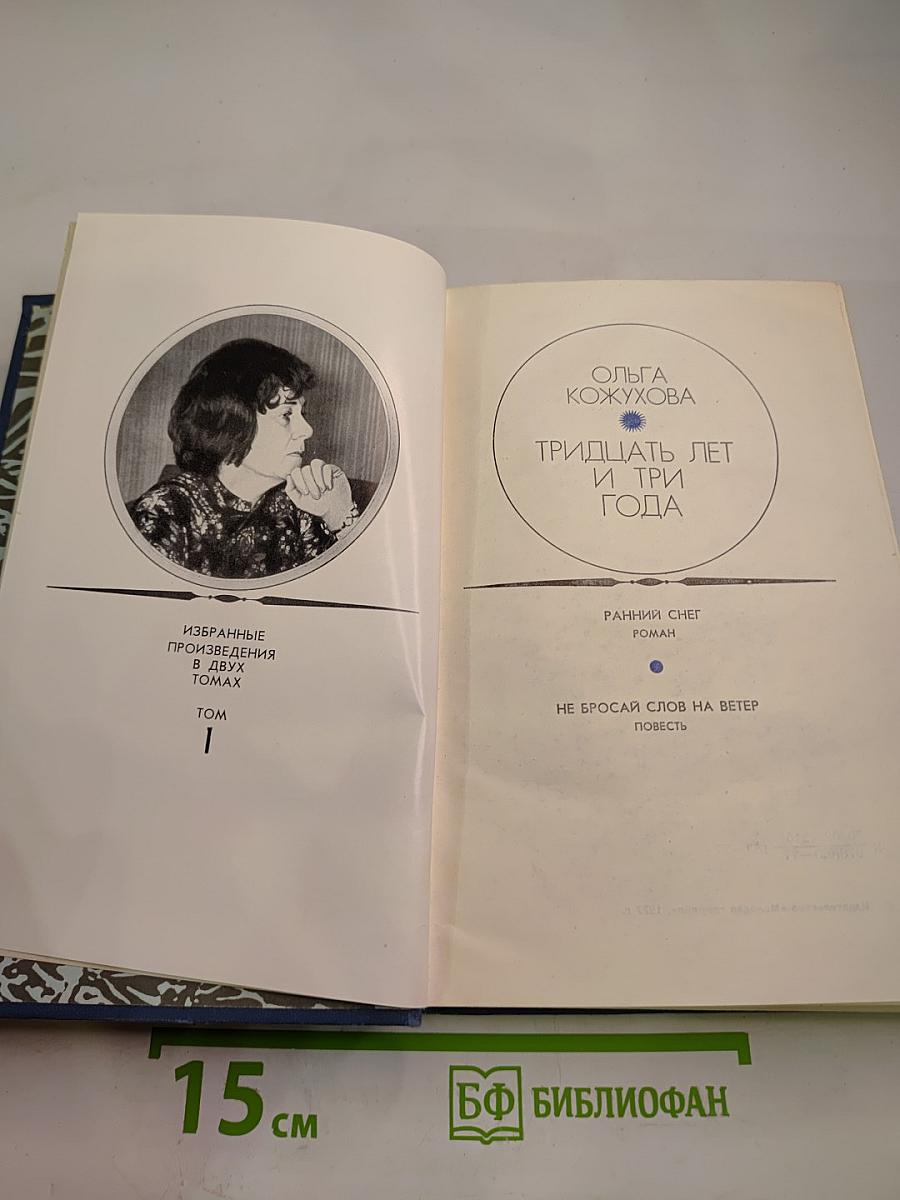 ИЗБРАННЫЕ
ПРОИЗВЕДЕНИЯ
В ДВУХ
ТОМАХ
ТОМ
I
ОЛЬГА
КОЖУХОВА
ТРИДЦАТЬ ЛЕТ
И ТРИ
ГОДА
РАННИЙ СНЕГ
РОМАН
НЕ БРОСАЙ СЛОВ НА ВЕТЕР
ПОВЕСТЬ
15 см
БФ БИБЛИОФАН